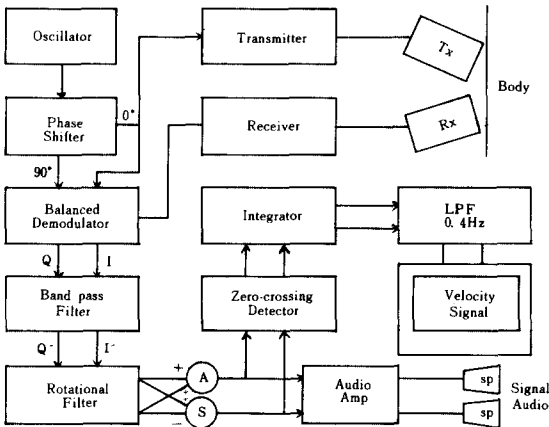 Oscillator
Transmitter
Tx
Body
Phase
Shifter
0°
Receiver
Rx
90°
Balanced
Demodulator
Integrator
LPF
0. 4Hz
Q
I
Band pass
Filter
Zero-crossing
Detector
Velocity
Signal
Q-
I-
Rotational
Filter
+
A
+
+
−
S
Audio
Amp
sp
sp
Signal
Audio